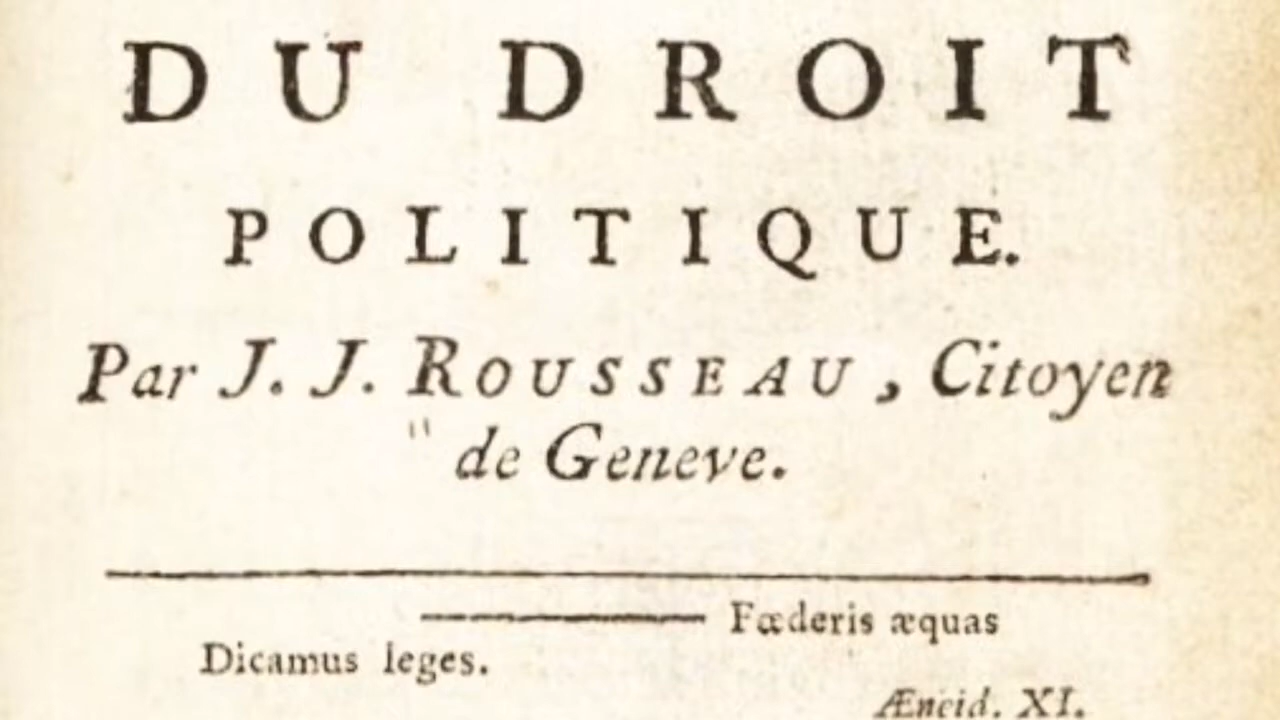 DU DROIT
POLITIQUE.
Par J. J. ROUSSEAU, Citoyen
de Geneve.
——— Fœderis æquas
Dicamus leges.
Æneid. XI.